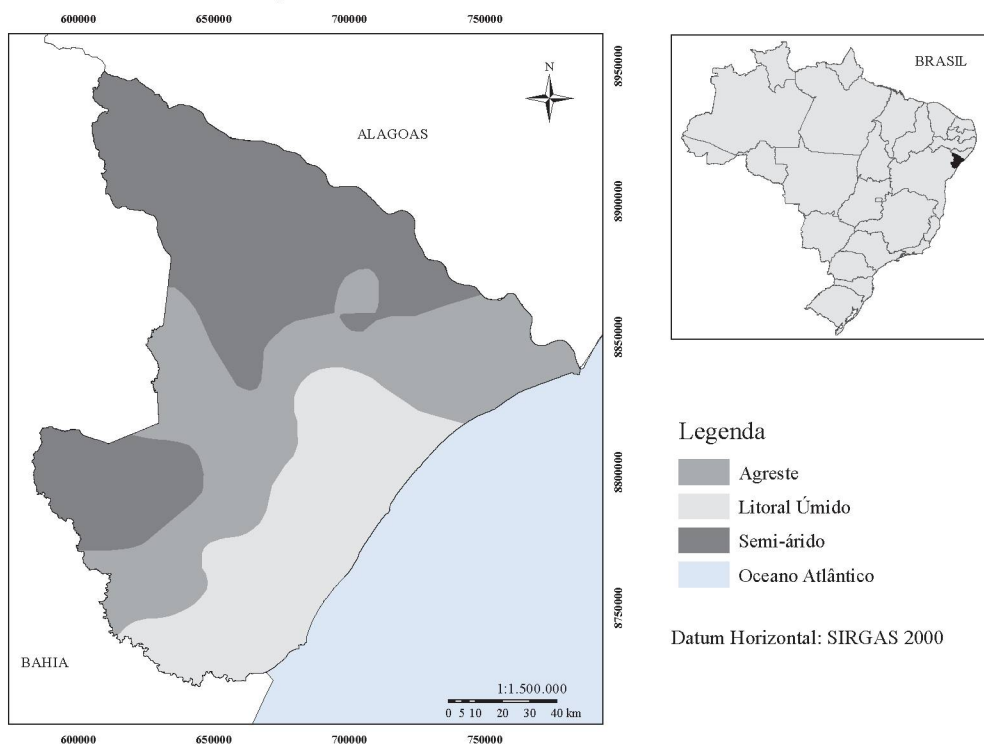 600000 650000 700000 750000
8950000
8900000
8850000
8800000
8750000
N
ALAGOAS
BAHIA
1:1.500.000
0 5 10 20 30 40 km
600000 650000 700000 750000
BRASIL
Legenda
Agreste
Litoral Úmido
Semi-árido
Oceano Atlântico
Datum Horizontal: SIRGAS 2000